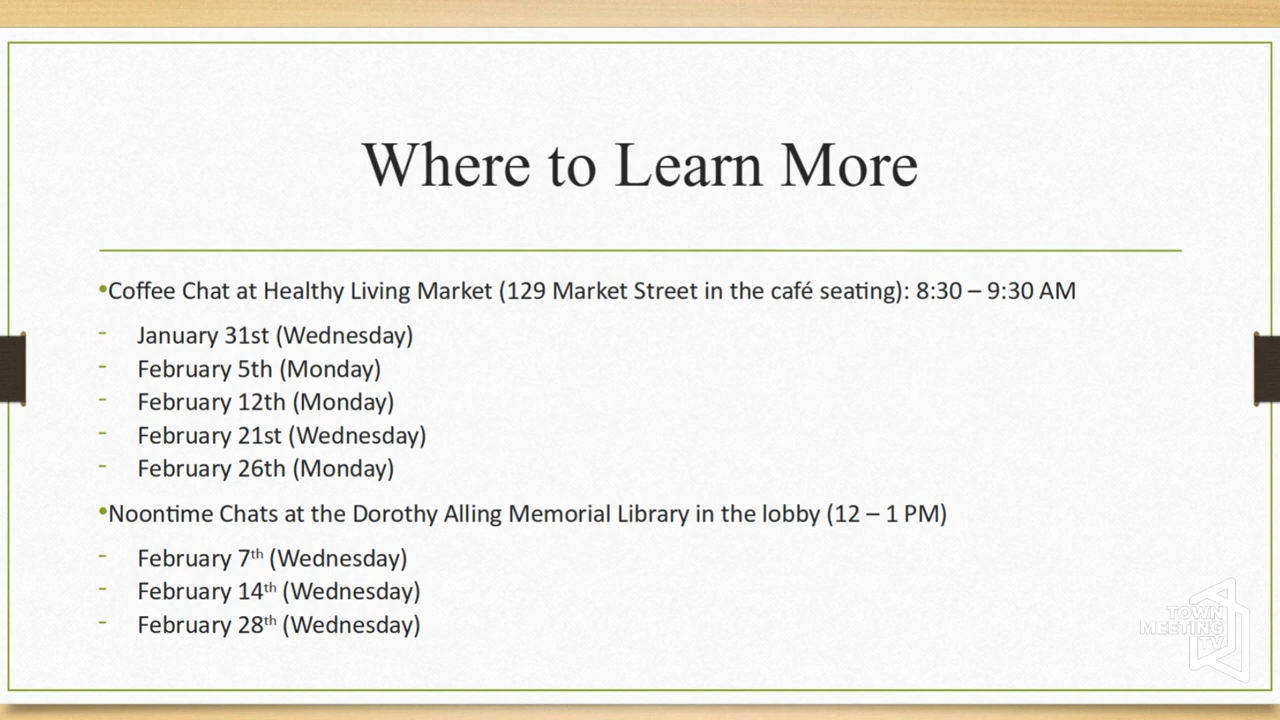 Where to Learn More
•Coffee Chat at Healthy Living Market (129 Market Street in the café seating): 8:30 – 9:30 AM
- January 31st (Wednesday)
- February 5th (Monday)
- February 12th (Monday)
- February 21st (Wednesday)
- February 26th (Monday)
•Noontime Chats at the Dorothy Alling Memorial Library in the lobby (12 – 1 PM)
- February 7th (Wednesday)
- February 14th (Wednesday)
- February 28th (Wednesday)
TOWN
MEETING
TV